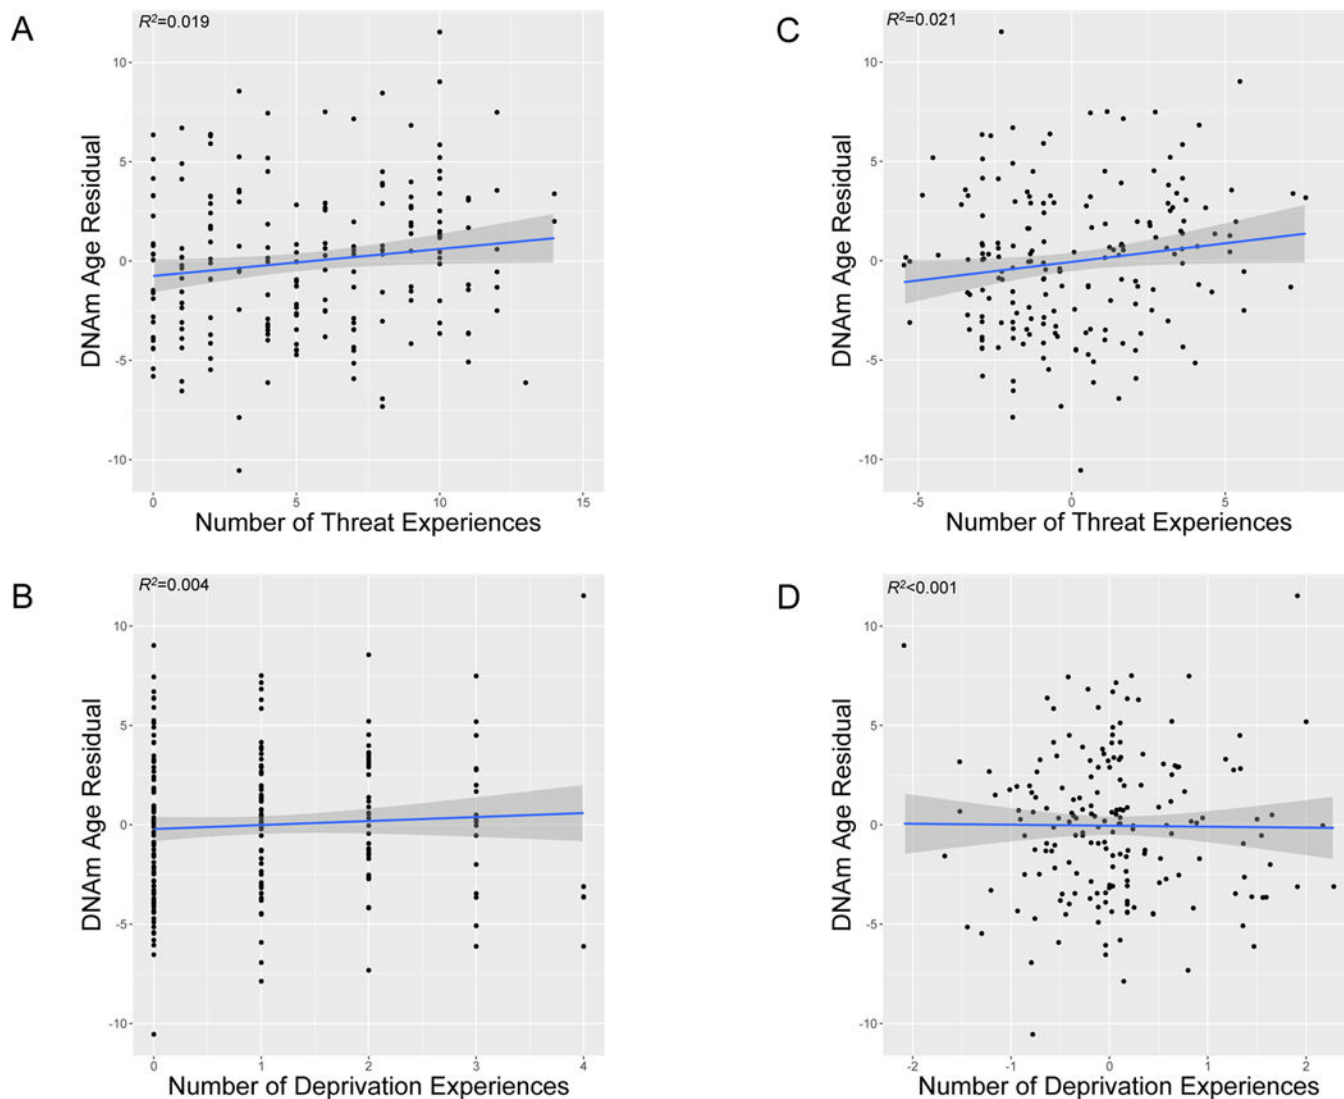 A
R²=0.019
DNAm Age Residual
10
5
0
-5
-10
0
5
10
15
Number of Threat Experiences
C
R²=0.021
DNAm Age Residual
10
5
0
-5
-10
-5
0
5
Number of Threat Experiences
B
R²=0.004
DNAm Age Residual
10
5
0
-5
-10
0
1
2
3
4
Number of Deprivation Experiences
D
R²<0.001
DNAm Age Residual
10
5
0
-5
-10
-2
-1
0
1
2
Number of Deprivation Experiences